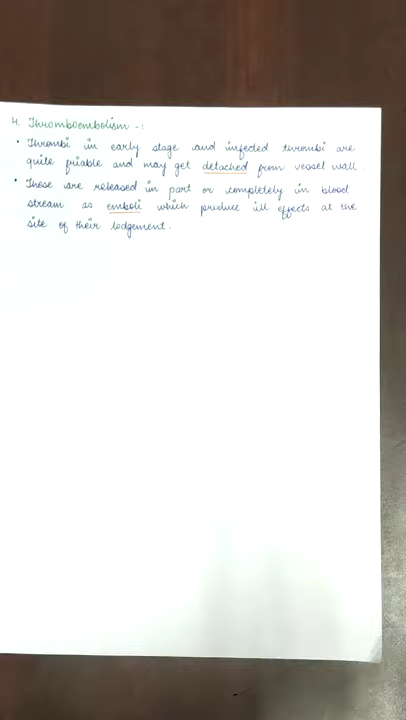 4. Thromboembolism -:
• Thrombi in early stage and infected thrombi are
quite friable and may get detached from vessel wall.
• These are released in part or completely in blood
stream as emboli which produce ill effects at the
site of their lodgement.